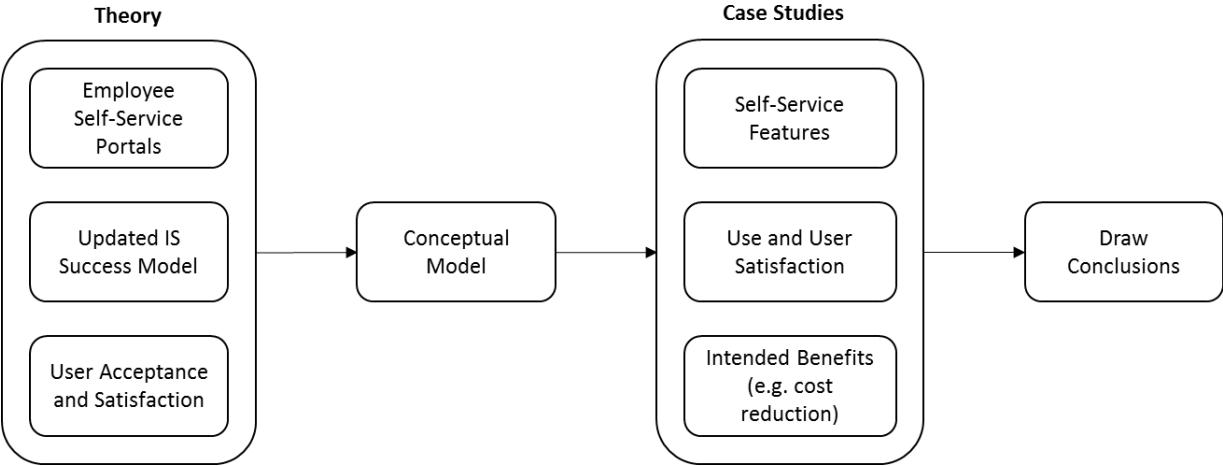 Theory
Employee
Self-Service
Portals
Updated IS
Success Model
User Acceptance
and Satisfaction
Conceptual
Model
Case Studies
Self-Service
Features
Use and User
Satisfaction
Intended Benefits
(e.g. cost
reduction)
Draw
Conclusions